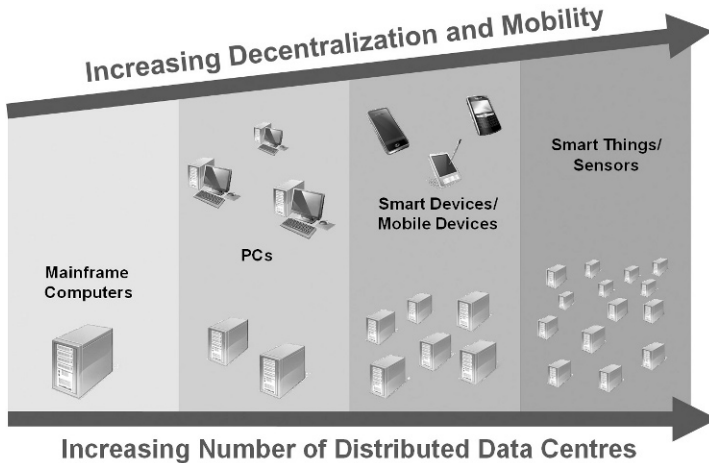 Increasing Decentralization and Mobility
Mainframe
Computers
PCs
Smart Devices/
Mobile Devices
Smart Things/
Sensors
Increasing Number of Distributed Data Centres